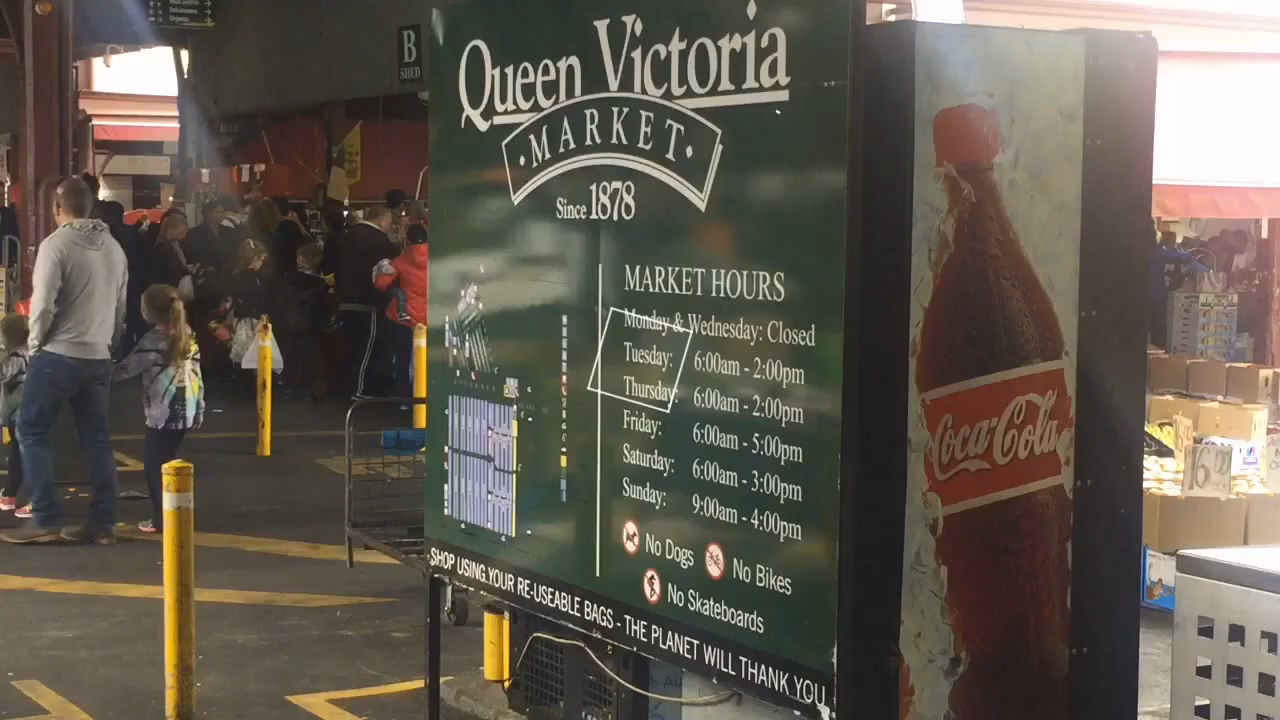 B
SHED
Queen Victoria
MARKET
Since 1878
MARKET HOURS
Monday & Wednesday: Closed
Tuesday: 6:00am - 2:00pm
Thursday: 6:00am - 2:00pm
Friday: 6:00am - 5:00pm
Saturday: 6:00am - 3:00pm
Sunday: 9:00am - 4:00pm
No Dogs
No Bikes
No Skateboards
SHOP USING YOUR RE-USEABLE BAGS - THE PLANET WILL THANK YOU
Coca-Cola